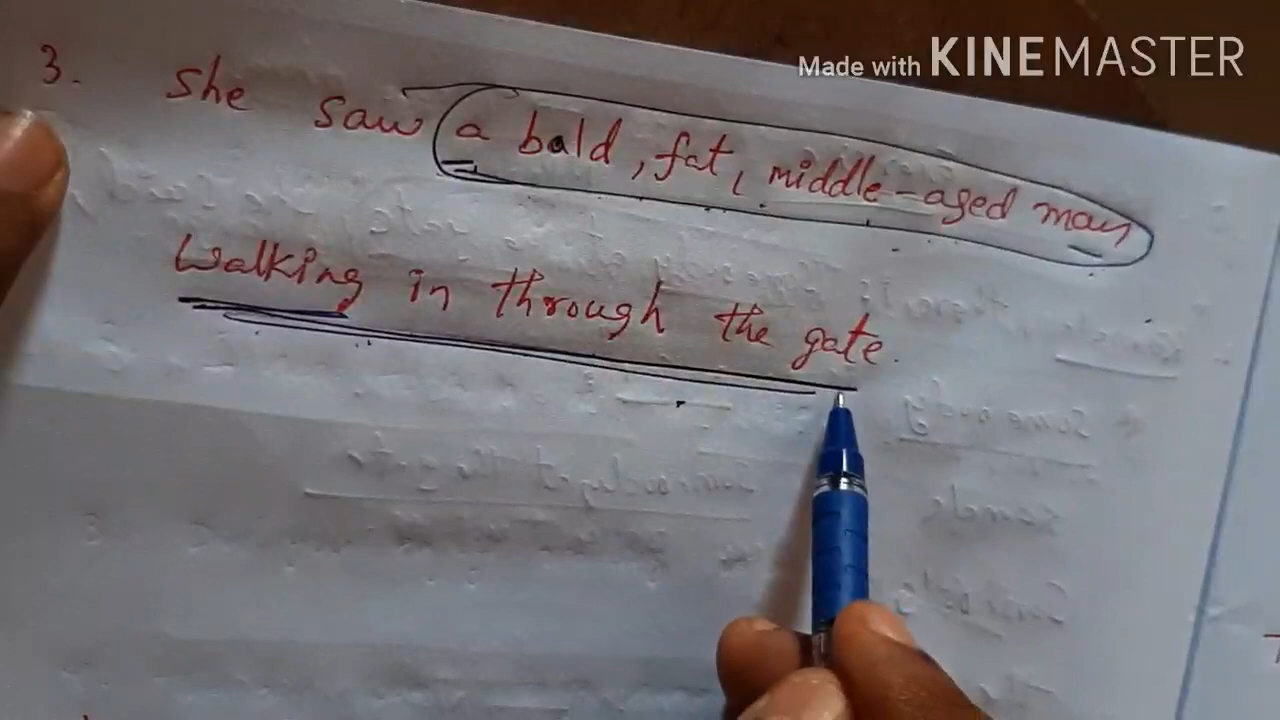 Made with KINEMASTER
3. She saw a bald, fat, middle-aged man
Walking in through the gate.